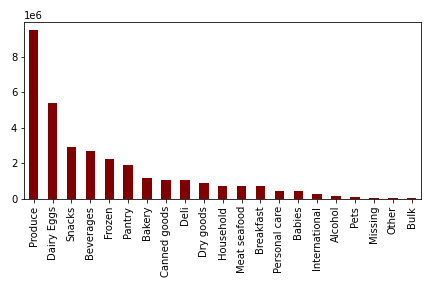 1e6
8
6
4
2
0
Produce
Dairy Eggs
Snacks
Beverages
Frozen
Pantry
Bakery
Canned goods
Deli
Dry goods
Household
Meat seafood
Breakfast
Personal care
Babies
International
Alcohol
Pets
Missing
Other
Bulk